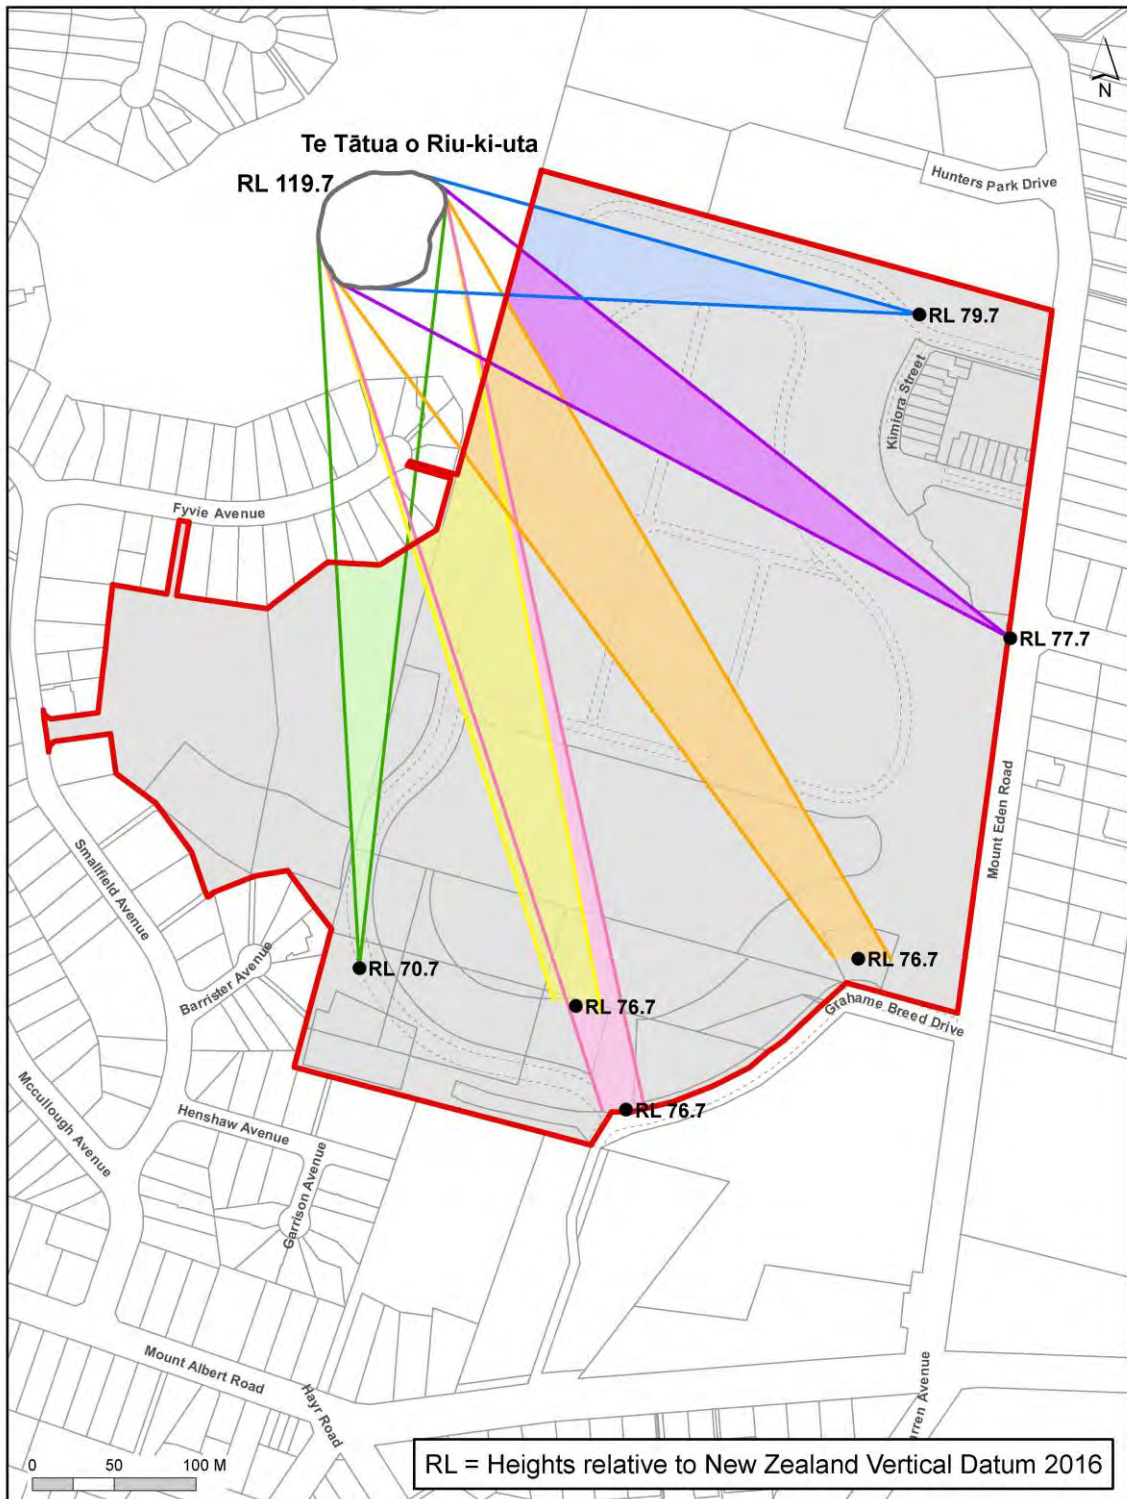 N
Te Tātua o Riu-ki-uta
RL 119.7
Hunters Park Drive
RL 79.7
Kimiora Street
Fyvie Avenue
RL 77.7
Mount Eden Road
Smallfield Avenue
RL 70.7
RL 76.7
RL 76.7
Barrister Avenue
Grahame Breed Drive
Mccullough Avenue
RL 76.7
Henshaw Avenue
Garrison Avenue
Mount Albert Road
Hayr Road
rren Avenue
0 50 100 M
RL = Heights relative to New Zealand Vertical Datum 2016